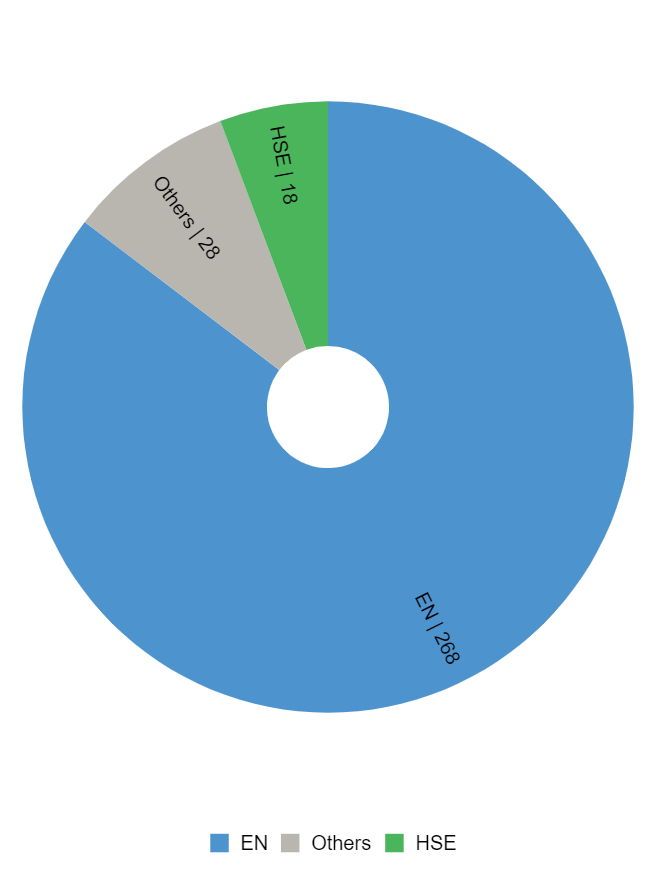 HSE | 18
Others | 28
EN | 268
EN
Others
HSE